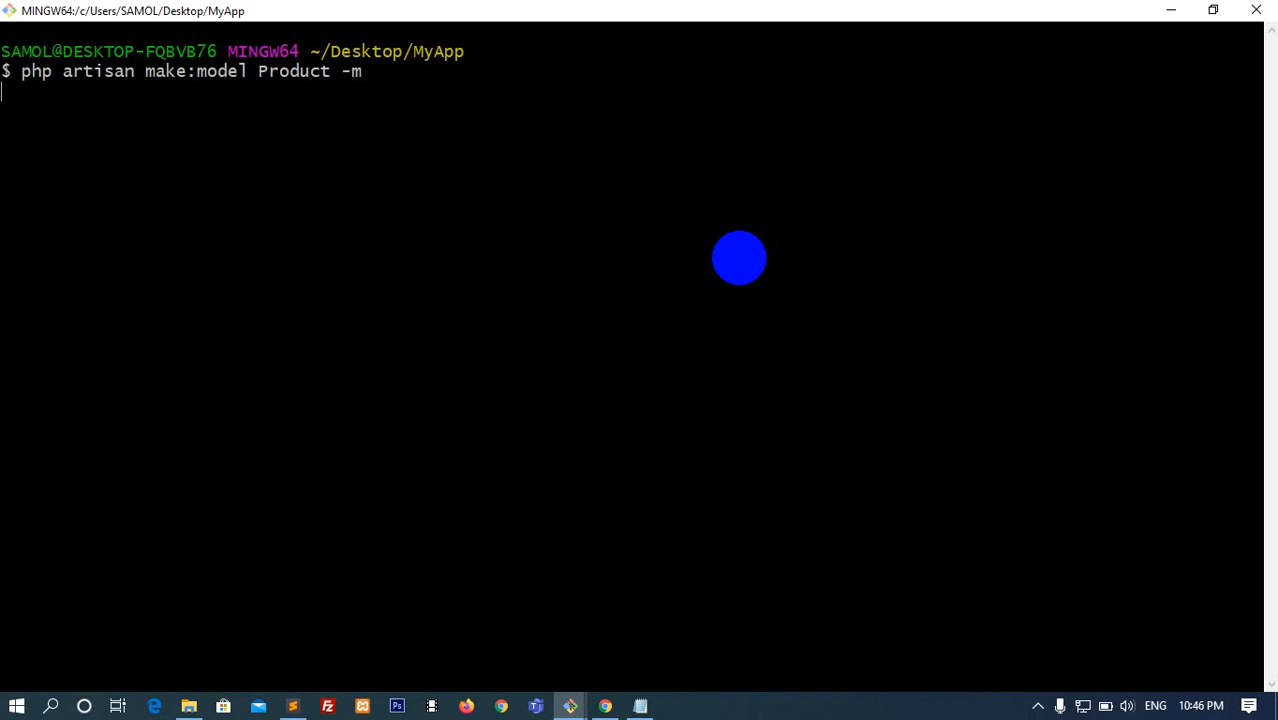 MINGW64:/c/Users/SAMOL/Desktop/MyApp
SAMOL@DESKTOP-FQBVB76 MINGW64 ~/Desktop/MyApp
$ php artisan make:model Product -m
ENG
10:46 PM